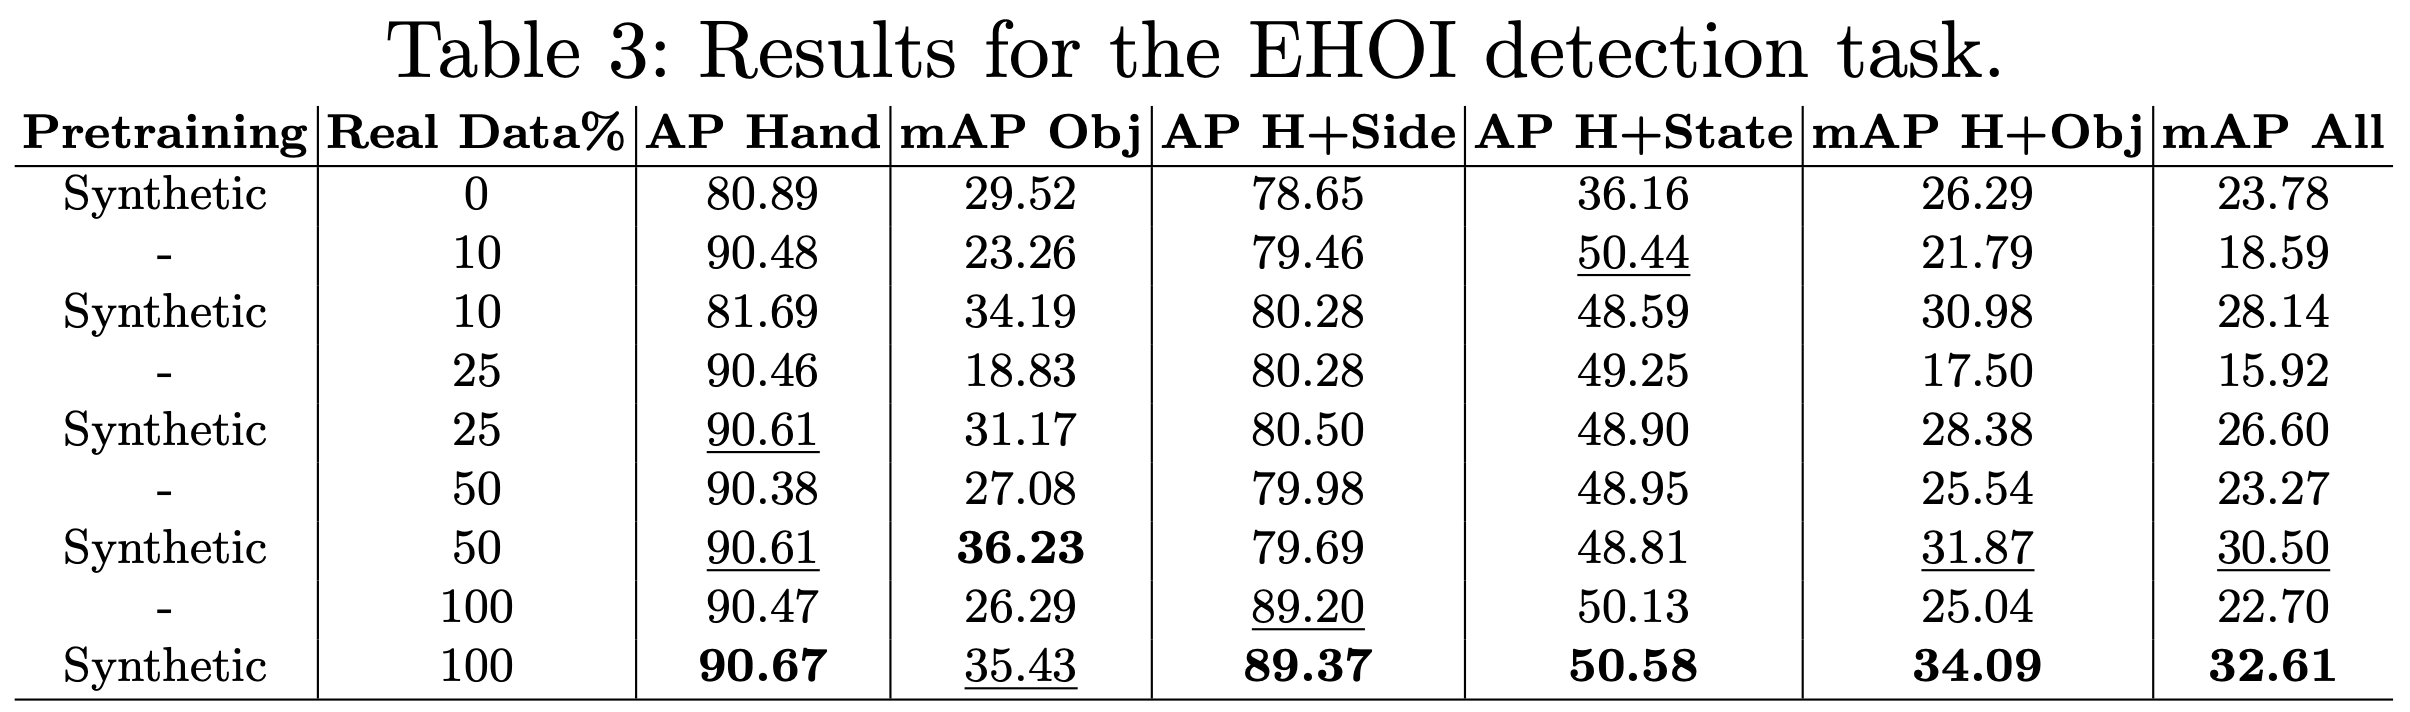 Table 3: Results for the EHOI detection task.
Pretraining Real Data% AP Hand mAP Obj AP H+Side AP H+State mAP H+Obj mAP All
Synthetic 0 80.89 29.52 78.65 36.16 26.29 23.78
- 10 90.48 23.26 79.46 50.44 21.79 18.59
Synthetic 10 81.69 34.19 80.28 48.59 30.98 28.14
- 25 90.46 18.83 80.28 49.25 17.50 15.92
Synthetic 25 90.61 31.17 80.50 48.90 28.38 26.60
- 50 90.38 27.08 79.98 48.95 25.54 23.27
Synthetic 50 90.61 36.23 79.69 48.81 31.87 30.50
- 100 90.47 26.29 89.20 50.13 25.04 22.70
Synthetic 100 90.67 35.43 89.37 50.58 34.09 32.61